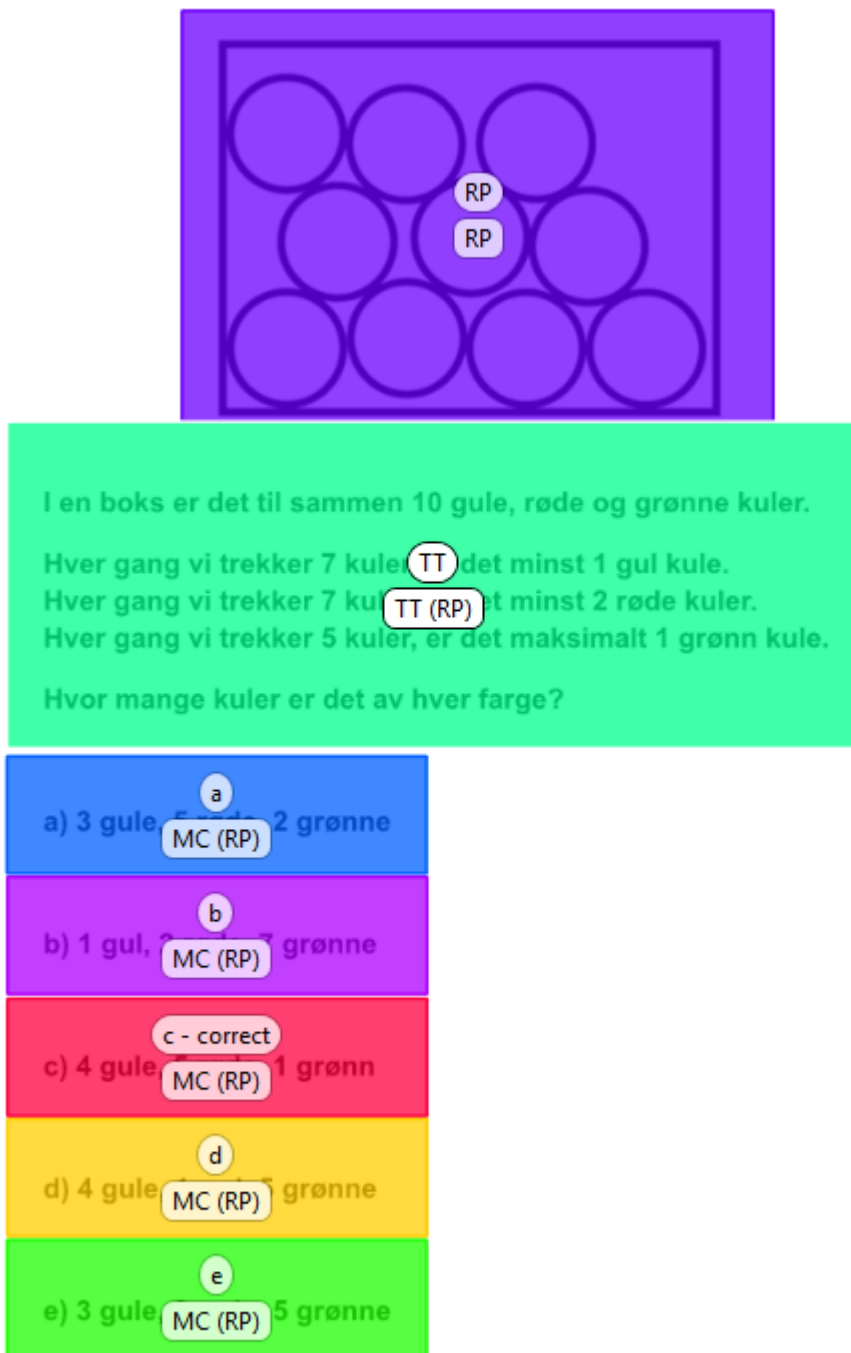 RP
RP
I en boks er det til sammen 10 gule, røde og grønne kuler.
Hver gang vi trekker 7 kuler det minst 1 gul kule.
TT
Hver gang vi trekker 7 minst 2 røde kuler.
TT (RP)
Hver gang vi trekker 5 kuler, er det maksimalt 1 grønn kule.
Hvor mange kuler er det av hver farge?
a
a) 3 gule, 5 røde, 2 grønne
MC (RP)
b
b) 1 gul, 7 grønne
MC (RP)
c - correct
c) 4 gule, 1 grønn
MC (RP)
d
d) 4 gule, 5 grønne
MC (RP)
e
e) 3 gule, 5 grønne
MC (RP)